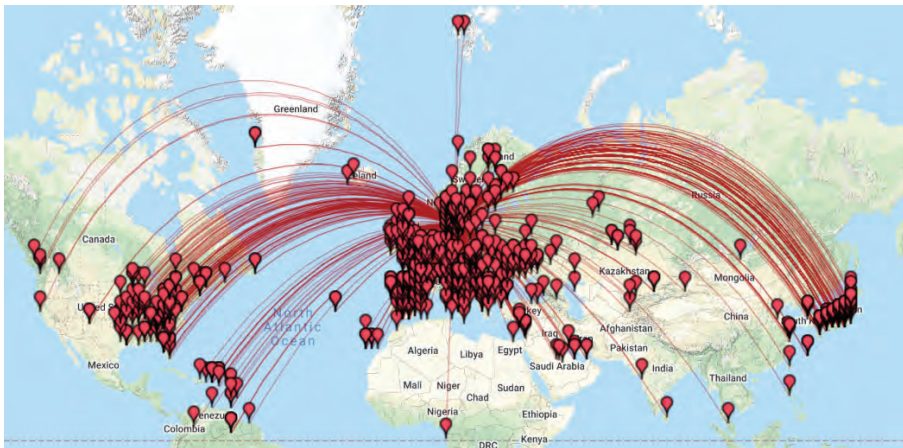 Greenland
Russia
Canada
Kazakhstan
Mongolia
North
Atlantic
Ocean
China
Afghanistan
Iraq
Algeria
Libya
Egypt
Pakistan
Mexico
Saudi Arabia
India
Mali
Niger
Chad
Sudan
Thailand
Nigeria
Ethiopia
Colombia
DRC
Kenya